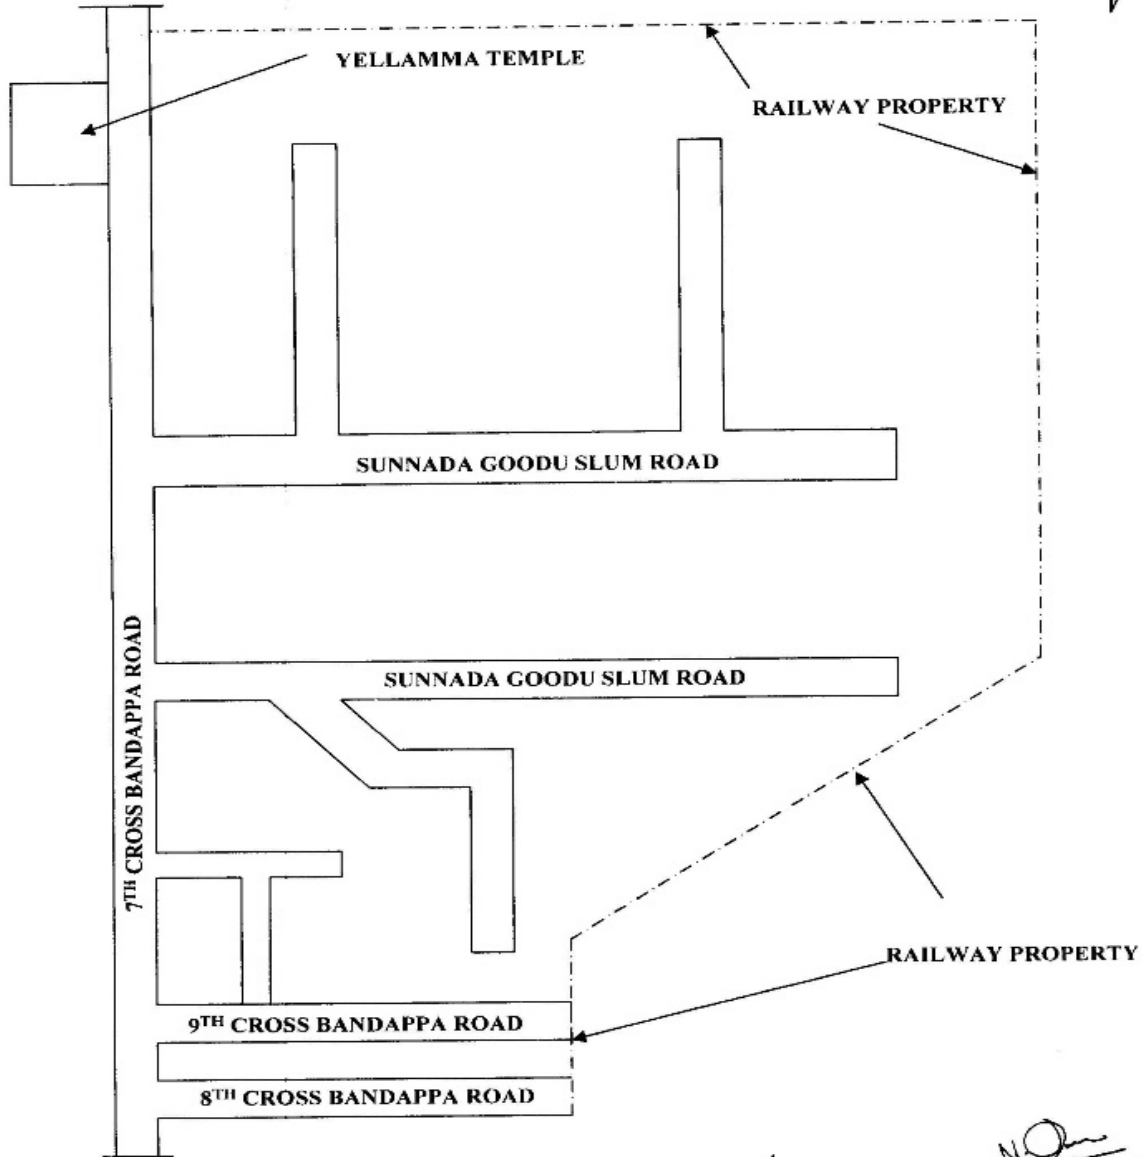 YELLAMMA TEMPLE
RAILWAY PROPERTY
SUNNADA GOODU SLUM ROAD
SUNNADA GOODU SLUM ROAD
7TH CROSS BANDAPPA ROAD
RAILWAY PROPERTY
9TH CROSS BANDAPPA ROAD
8TH CROSS BANDAPPA ROAD